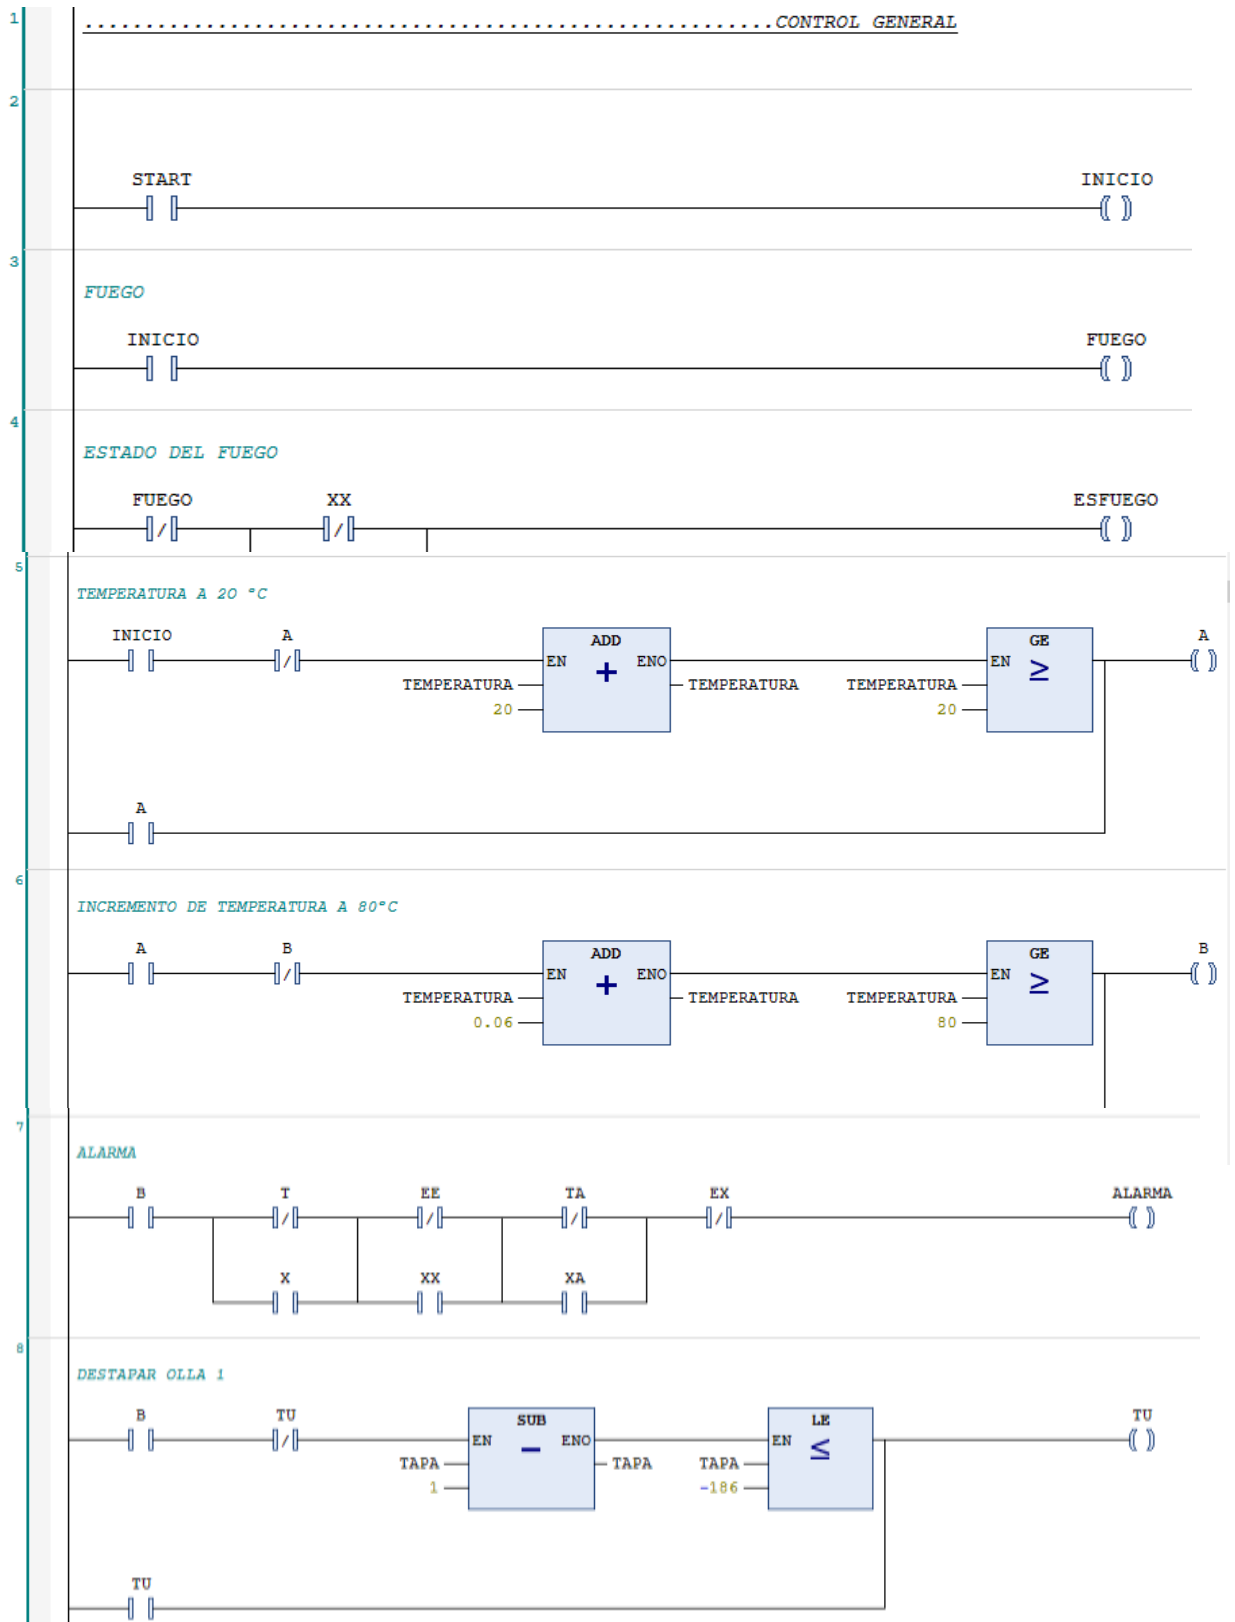 1
.........................................................CONTROL GENERAL
2
START INICIO
3
FUEGO
INICIO FUEGO
4
ESTADO DEL FUEGO
FUEGO XX ESFUEGO
5
TEMPERATURA A 20 °C
INICIO A ADD GE A
EN ENO EN
+ ≥
TEMPERATURA TEMPERATURA TEMPERATURA
20 20
A
6
INCREMENTO DE TEMPERATURA A 80°C
A B ADD GE B
EN ENO EN
+ ≥
TEMPERATURA TEMPERATURA TEMPERATURA
0.06 80
7
ALARMA
B T EE TA EX ALARMA
X XX XA
8
DESTAPAR OLLA 1
B TU SUB LE TU
EN ENO EN
- ≤
TAPA TAPA TAPA
1 -186
TU